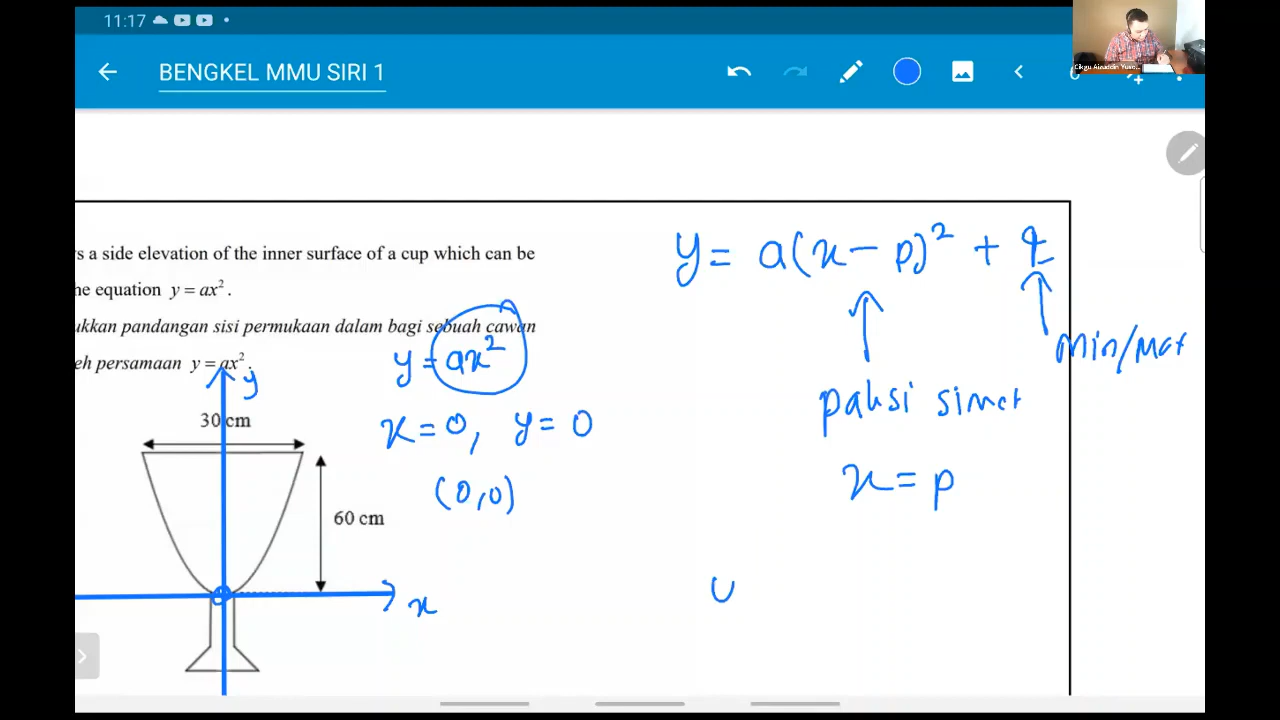 11:17
BENGKEL MMU SIRI 1
s a side elevation of the inner surface of a cup which can be
ne equation y = ax².
ukkan pandangan sisi permukaan dalam bagi sebuah cawan
eh persamaan y = ax².
y
30 cm
60 cm
x
y = ax²
x = 0, y = 0
(0,0)
y = a(x - p)² + q
Min/Max
paksi simet
x = p
U